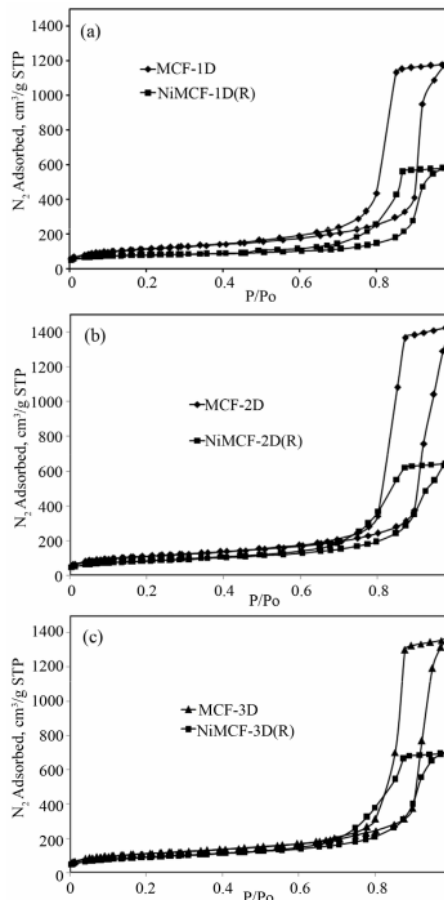 1400
(a)
1200
MCF-1D
1000
NiMCF-1D(R)
800
600
400
200
0
0.2
0.4
0.6
0.8
P/Po
N₂ Adsorbed, cm³/g STP
1400
(b)
1200
MCF-2D
1000
800
NiMCF-2D(R)
600
400
200
0
0
0.2
0.4
0.6
0.8
P/Po
N₂ Adsorbed, cm³/g STP
1400
(c)
1200
1000
MCF-3D
NiMCF-3D(R)
800
600
400
200
0
0
0.2
0.4
0.6
0.8
P/Po
N₂ Adsorbed, cm³/g STP